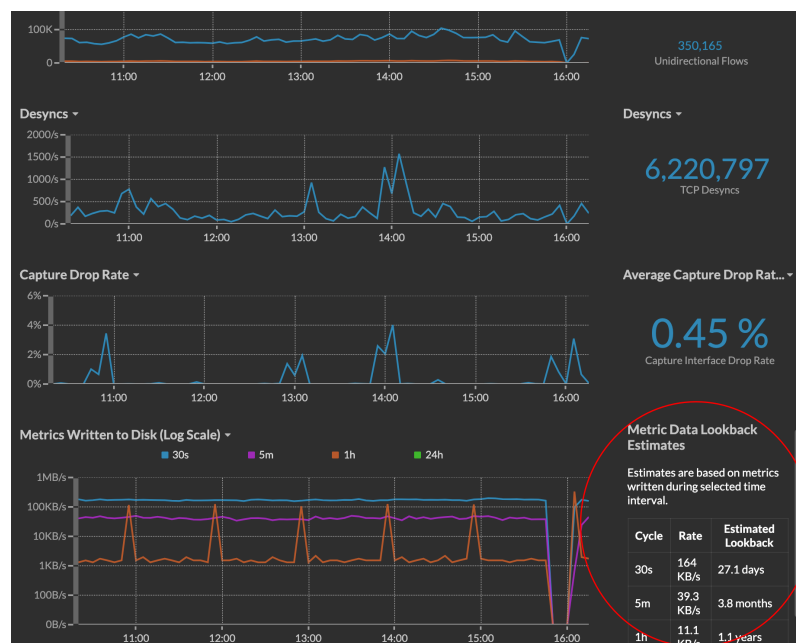 100K
0
11:00 12:00 13:00 14:00 15:00 16:00
350,165
Unidirectional Flows
Desyncs
2000/s
1500/s
1000/s
500/s
0/s
11:00 12:00 13:00 14:00 15:00 16:00
Desyncs
6,220,797
TCP Desyncs
Capture Drop Rate
6%
4%
2%
0%
11:00 12:00 13:00 14:00 15:00 16:00
Average Capture Drop Rat...
0.45 %
Capture Interface Drop Rate
Metrics Written to Disk (Log Scale)
30s 5m 1h 24h
1MB/s
100KB/s
10KB/s
1KB/s
100B/s
0B/s
11:00 12:00 13:00 14:00 15:00 16:00
Metric Data Lookback
Estimates
Estimates are based on metrics
written during selected time
interval.
Cycle Rate Estimated
Lookback
30s 164
KB/s 27.1 days
5m 39.3
KB/s 3.8 months
1h 11.1
KB/s 1.1 years